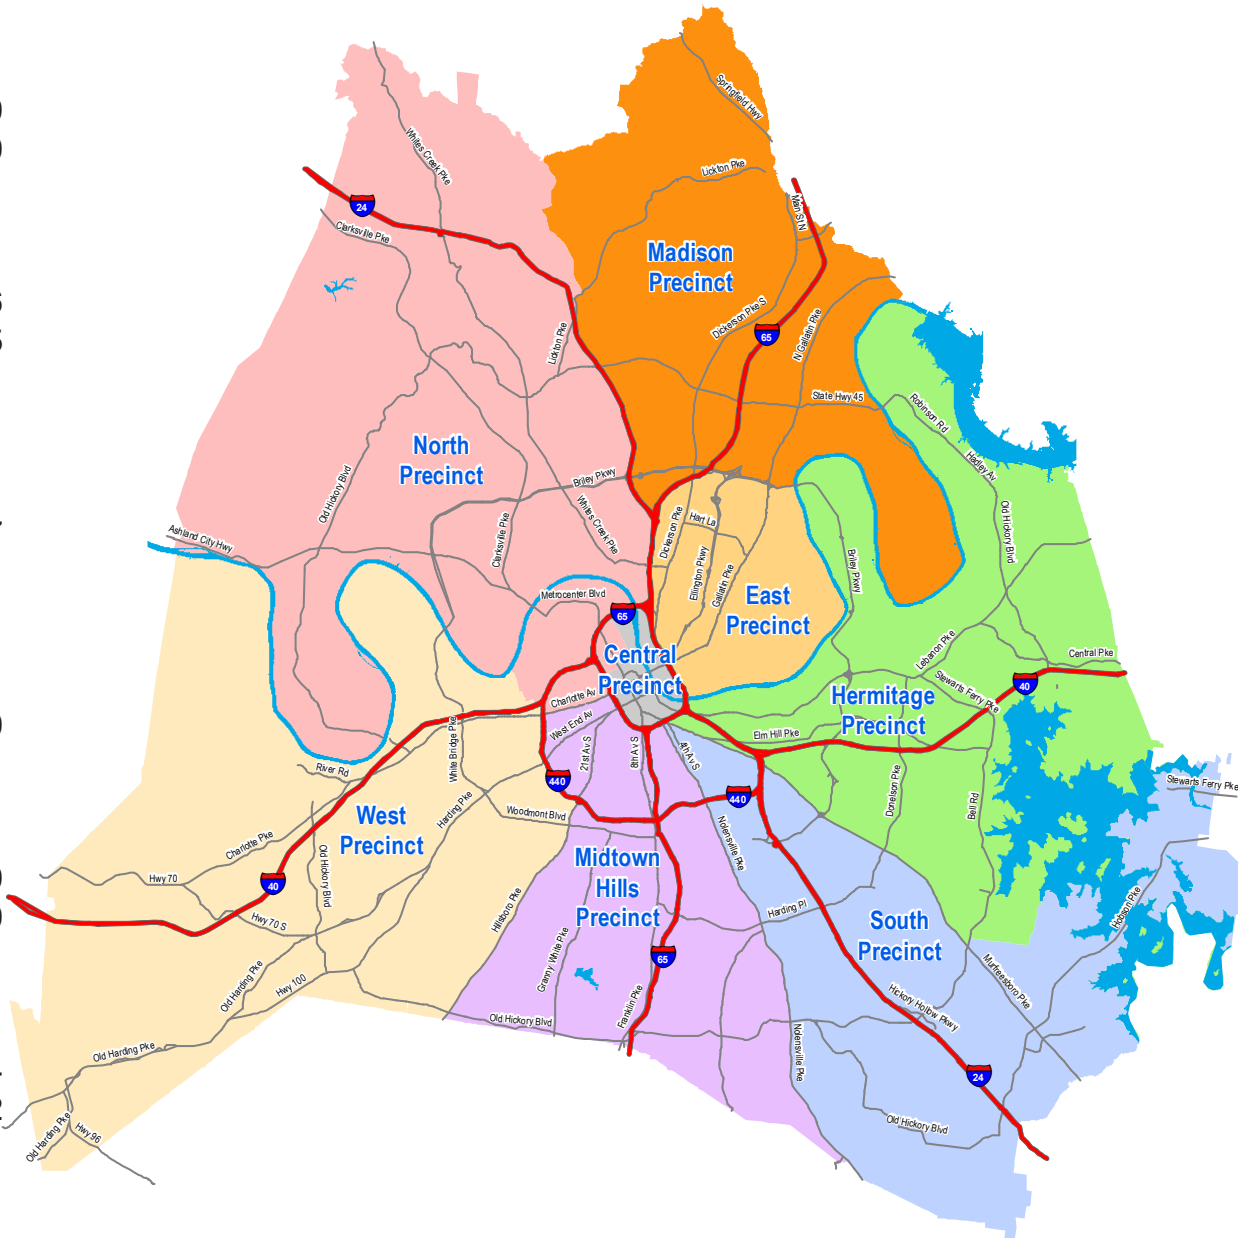 Springfield Hwy
Whites Creek Pke
Lickton Pke
24
Main St N
Clarksville Pke
Madison
Precinct
Dickerson Pke S
65
N Gallatin Pke
Lickton Pke
State Hwy 45
Robinson Rd
North
Precinct
Hadley Av
Briley Pkwy
Old Hickory Blvd
Whites Creek Pke
Old Hickory Blvd
Ashland City Hwy
Clarksville Pke
Dickerson Pke
Hart La
Ellington Pkwy
Gallatin Pke
Briley Pkwy
Metrocenter Blvd
65
East
Precinct
Central
Precinct
Lebanon Pke
Central Pke
40
Stewarts Ferry Pke
Hermitage
Precinct
Charlotte Av
West End Av
White Bridge Pke
21st Av S
8th Av S
4th Av S
Elm Hill Pke
River Rd
440
440
Donelson Pke
Bell Rd
Stewarts Ferry Pke
West
Precinct
Harding Pke
Woodmont Blvd
Nolensville Pke
Charlotte Pke
Old Hickory Blvd
Midtown
Hills
Precinct
Hwy 70
40
Hwy 70 S
Hillsboro Pke
Harding Pl
South
Precinct
Hobson Pke
Granny White Pke
65
Old Harding Pke
Hwy 100
Franklin Pke
Murfreesboro Pke
Hickory Hollow Pkwy
Old Hickory Blvd
Nolensville Pke
Old Harding Pke
24
Old Hickory Blvd
Old Harding Pke
Hwy 96